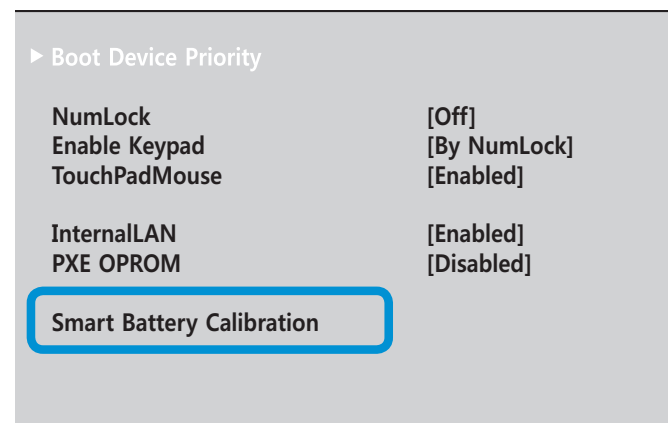 ▶ Boot Device Priority
NumLock [Off]
Enable Keypad [By NumLock]
TouchPadMouse [Enabled]
InternalLAN [Enabled]
PXE OPROM [Disabled]
Smart Battery Calibration